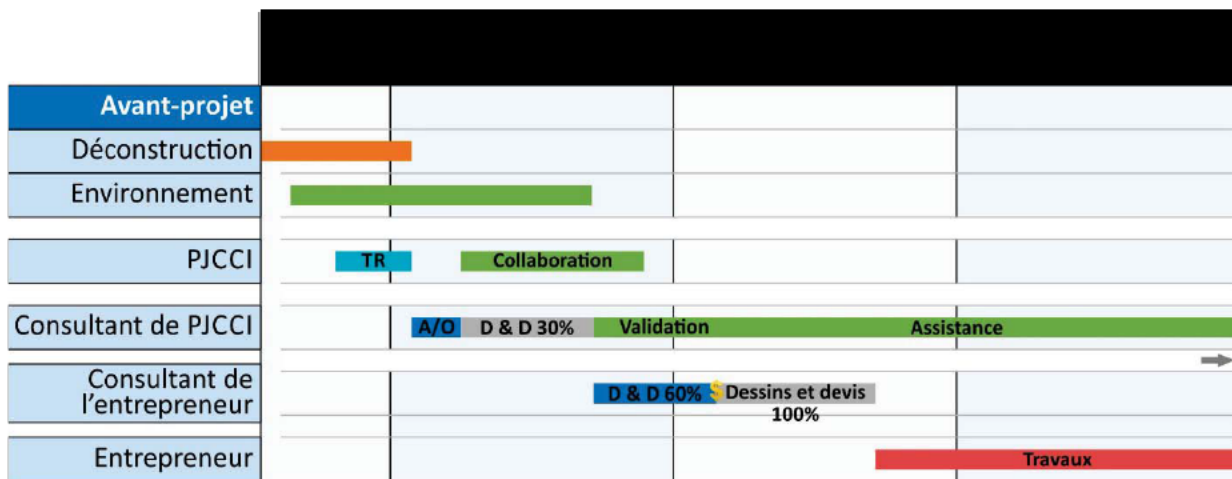 Avant-projet
Déconstruction
Environnement
PJCCI
TR
Collaboration
Consultant de PJCCI
A/O
D & D 30%
Validation
Assistance
Consultant de
l'entrepreneur
D & D 60%
$
Dessins et devis
100%
Entrepreneur
Travaux